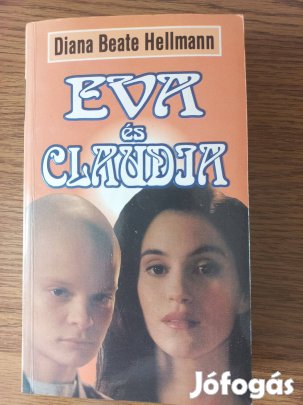 Diana Beate Hellmann
EVA
és
CLAUDIA
Jófogás